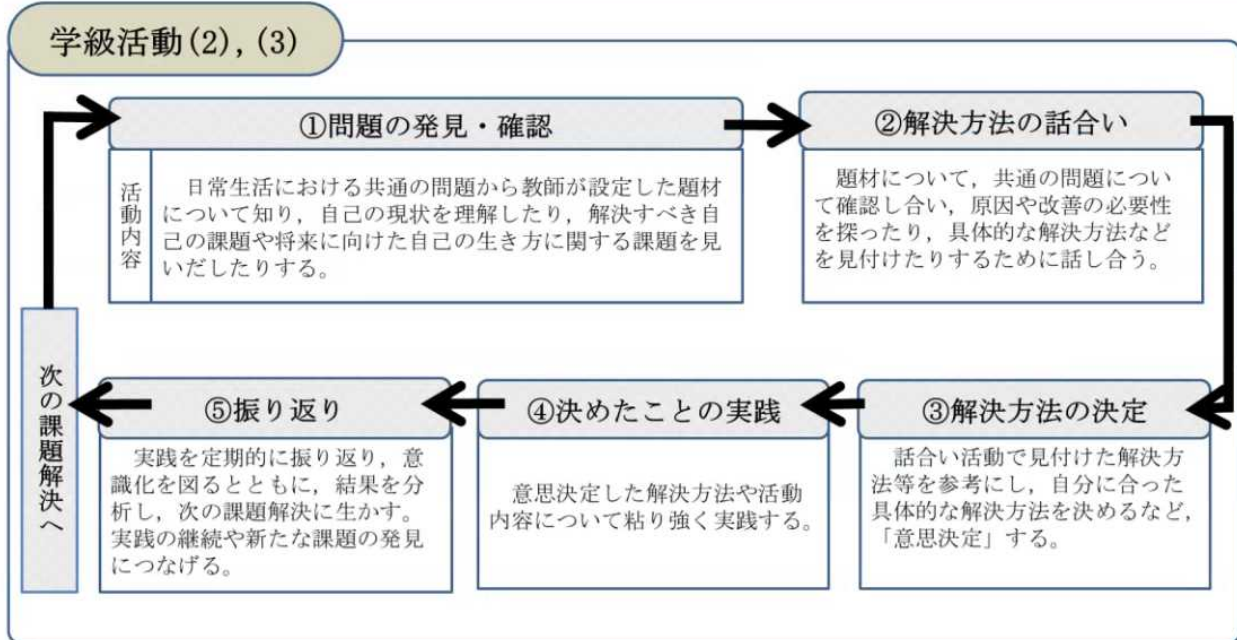 学級活動(2),(3)
①問題の発見・確認
活動内容
　日常生活における共通の問題から教師が設定した題材
について知り，自己の現状を理解したり，解決すべき自
己の課題や将来に向けた自己の生き方に関する課題を見
いだしたりする。
②解決方法の話合い
　題材について，共通の問題につい
て確認し合い，原因や改善の必要性
を探ったり，具体的な解決方法など
を見付けたりするために話し合う。
③解決方法の決定
　話合い活動で見付けた解決方
法等を参考にし，自分に合った
具体的な解決方法を決めるなど，
「意思決定」する。
④決めたことの実践
　意思決定した解決方法や活動
内容について粘り強く実践する。
⑤振り返り
　実践を定期的に振り返り，意
識化を図るとともに，結果を分
析し，次の課題解決に生かす。
実践の継続や新たな課題の発見
につなげる。
次の課題解決へ